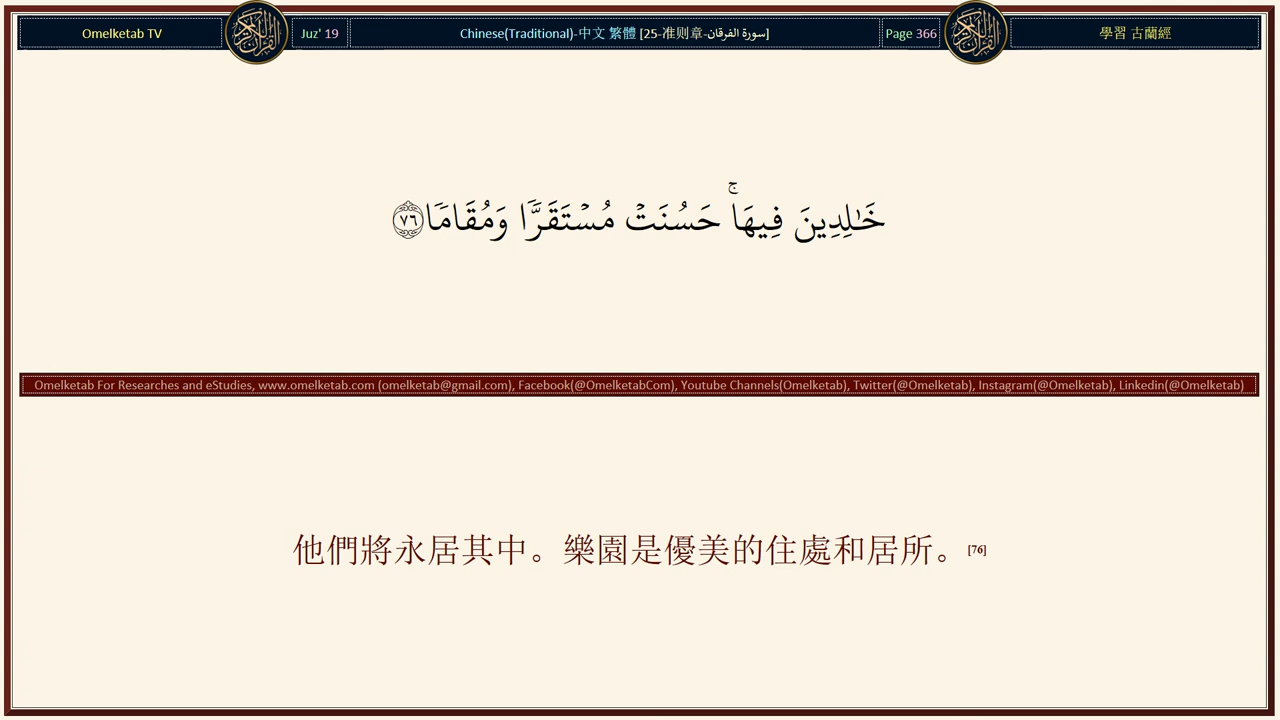 Omelketab TV
Juz' 19
Chinese(Traditional)-中文 繁體 [25-准则章-سورة الفرقان]
Page 366
學習 古蘭經
خَـٰلِدِينَ فِيهَا ۚ حَسُنَتْ مُسْتَقَرًّا وَمُقَامًا ٧٦
Omelketab For Researches and eStudies, www.omelketab.com (omelketab@gmail.com), Facebook(@OmelketabCom), Youtube Channels(Omelketab), Twitter(@Omelketab), Instagram(@Omelketab), Linkedin(@Omelketab)
他們將永居其中。樂園是優美的住處和居所。[76]